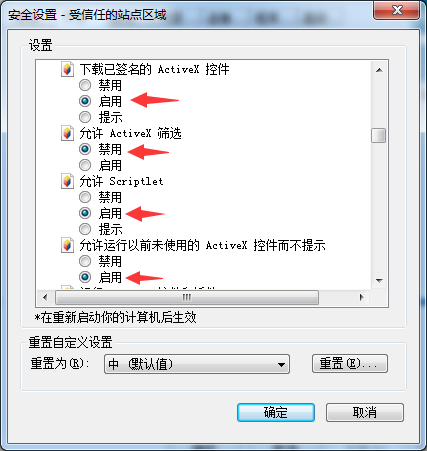 安全设置 - 受信任的站点区域
设置
下载已签名的 ActiveX 控件
禁用
启用
提示
允许 ActiveX 筛选
禁用
启用
允许 Scriptlet
禁用
启用
提示
允许运行以前未使用的 ActiveX 控件而不提示
禁用
启用
*在重新启动你的计算机后生效
重置自定义设置
重置为(R): 中 (默认值) 重置(E)...
确定 取消